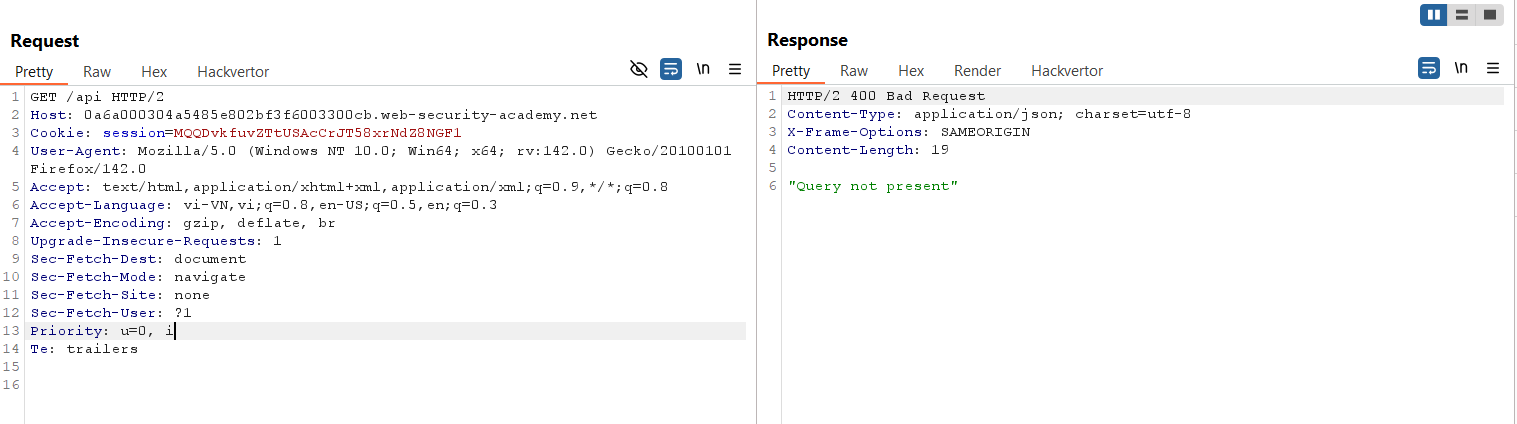 Request
Pretty Raw Hex Hackvertor \n
1 GET /api HTTP/2
2 Host: 0a6a000304a5485e802bf3f6003300cb.web-security-academy.net
3 Cookie: session=MQQDvkfuvZTtUSAcCrJT58xrNdZ8NGF1
4 User-Agent: Mozilla/5.0 (Windows NT 10.0; Win64; x64; rv:142.0) Gecko/20100101
Firefox/142.0
5 Accept: text/html,application/xhtml+xml,application/xml;q=0.9,*/*;q=0.8
6 Accept-Language: vi-VN,vi;q=0.8,en-US;q=0.5,en;q=0.3
7 Accept-Encoding: gzip, deflate, br
8 Upgrade-Insecure-Requests: 1
9 Sec-Fetch-Dest: document
10 Sec-Fetch-Mode: navigate
11 Sec-Fetch-Site: none
12 Sec-Fetch-User: ?1
13 Priority: u=0, i
14 Te: trailers
15
16
Response
Pretty Raw Hex Render Hackvertor \n
1 HTTP/2 400 Bad Request
2 Content-Type: application/json; charset=utf-8
3 X-Frame-Options: SAMEORIGIN
4 Content-Length: 19
5
6 "Query not present"